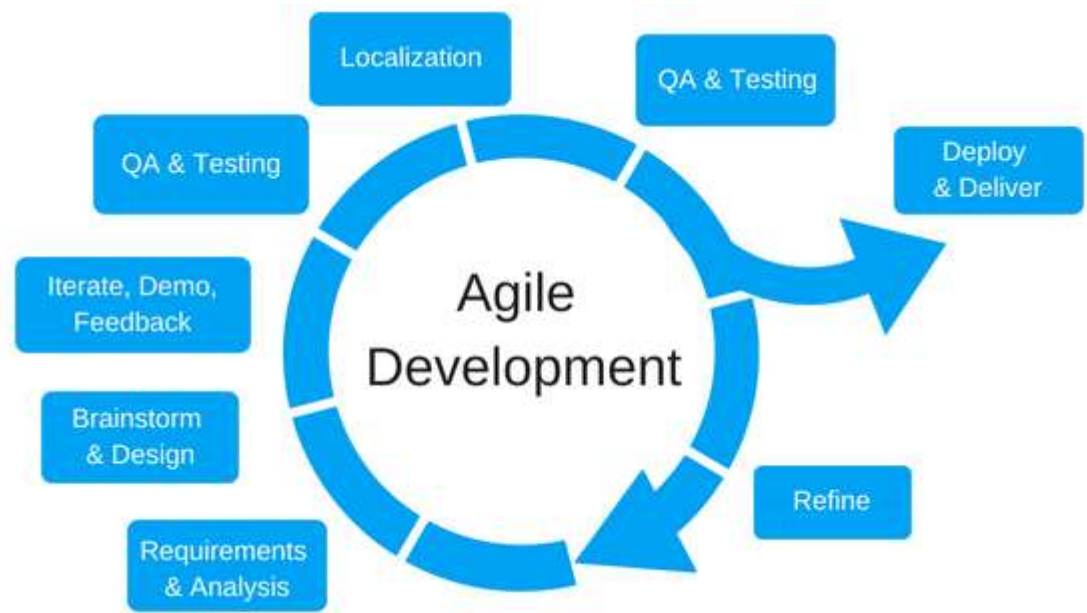 Localization
QA & Testing
QA & Testing
Deploy
& Deliver
Iterate, Demo,
Feedback
Agile
Development
Brainstorm
& Design
Refine
Requirements
& Analysis